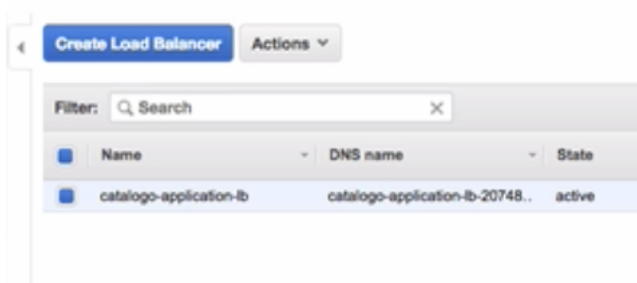 Create Load Balancer Actions
Filter: Search
Name DNS name State
catalogo-application-lb catalogo-application-lb-20748.. active